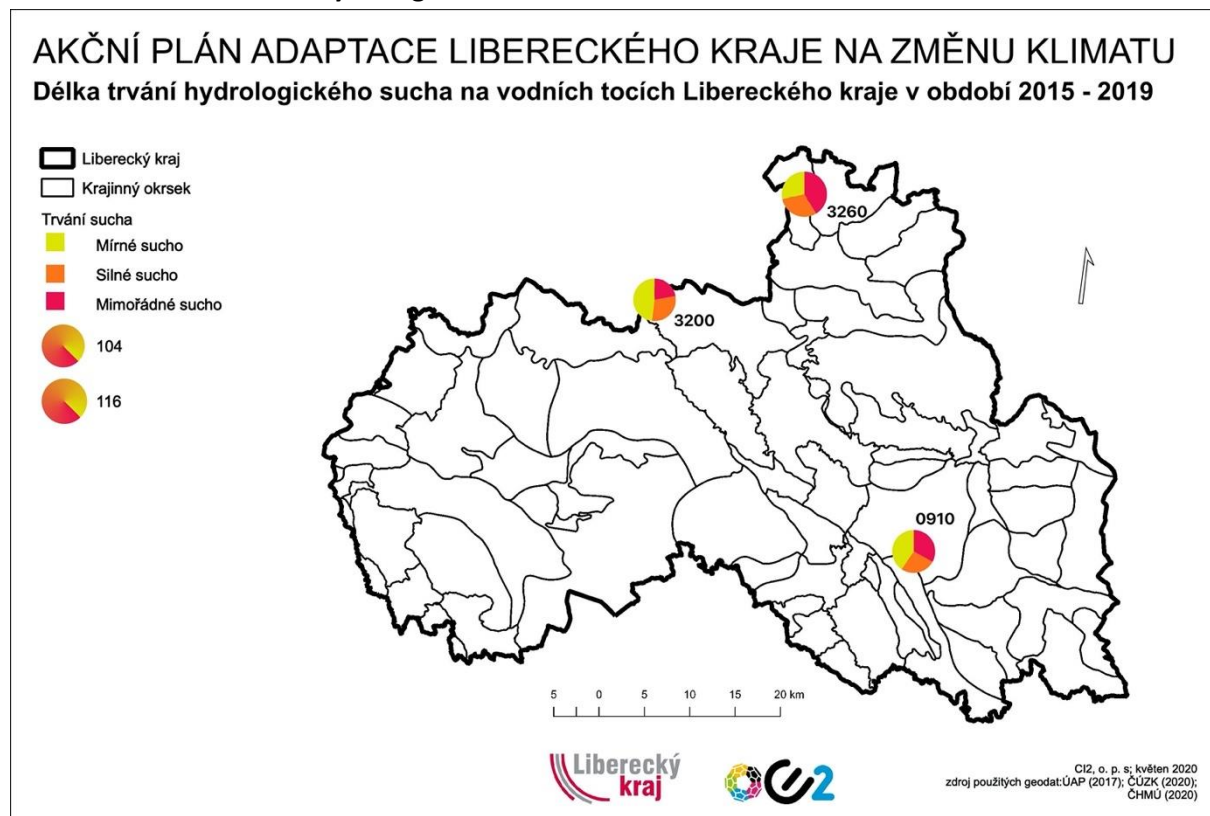 AKČNÍ PLÁN ADAPTACE LIBERECKÉHO KRAJE NA ZMĚNU KLIMATU
Délka trvání hydrologického sucha na vodních tocích Libereckého kraje v období 2015 - 2019
Liberecký kraj
Krajinný okrsek
Trvání sucha
Mírné sucho
Silné sucho
Mimořádné sucho
104
116
3260
3200
0910
5 0 5 10 15 20 km
Liberecký
kraj
CI2
CI2, o. p. s; květen 2020
zdroj použitých geodat:ÚAP (2017); ČÚZK (2020);
ČHMÚ (2020)